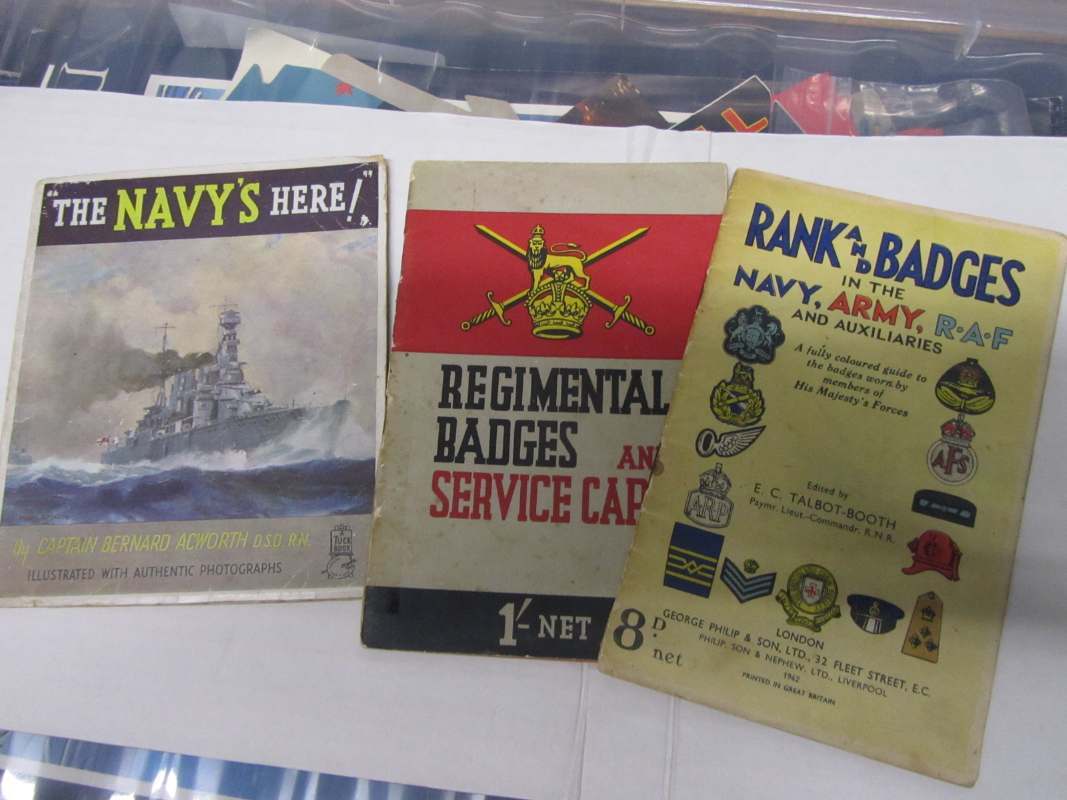 "THE NAVY'S HERE!"
by CAPTAIN BERNARD ACWORTH D.S.O. R.N.
ILLUSTRATED WITH AUTHENTIC PHOTOGRAPHS
A
TUCK
BOOK
REGIMENTAL
BADGES AN
SERVICE CAP
1/- NET
RANK AND BADGES
IN THE
NAVY, ARMY, R·A·F
AND AUXILIARIES
A fully coloured guide to
the badges worn by
members of
His Majesty's Forces
AFS
ARP
Edited by
E. C. TALBOT-BOOTH
Paymr. Lieut.-Commandr. R.N.R.
8D.
net
LONDON
GEORGE PHILIP & SON, LTD., 32 FLEET STREET, E.C.
PHILIP, SON & NEPHEW, LTD., LIVERPOOL
1942
PRINTED IN GREAT BRITAIN